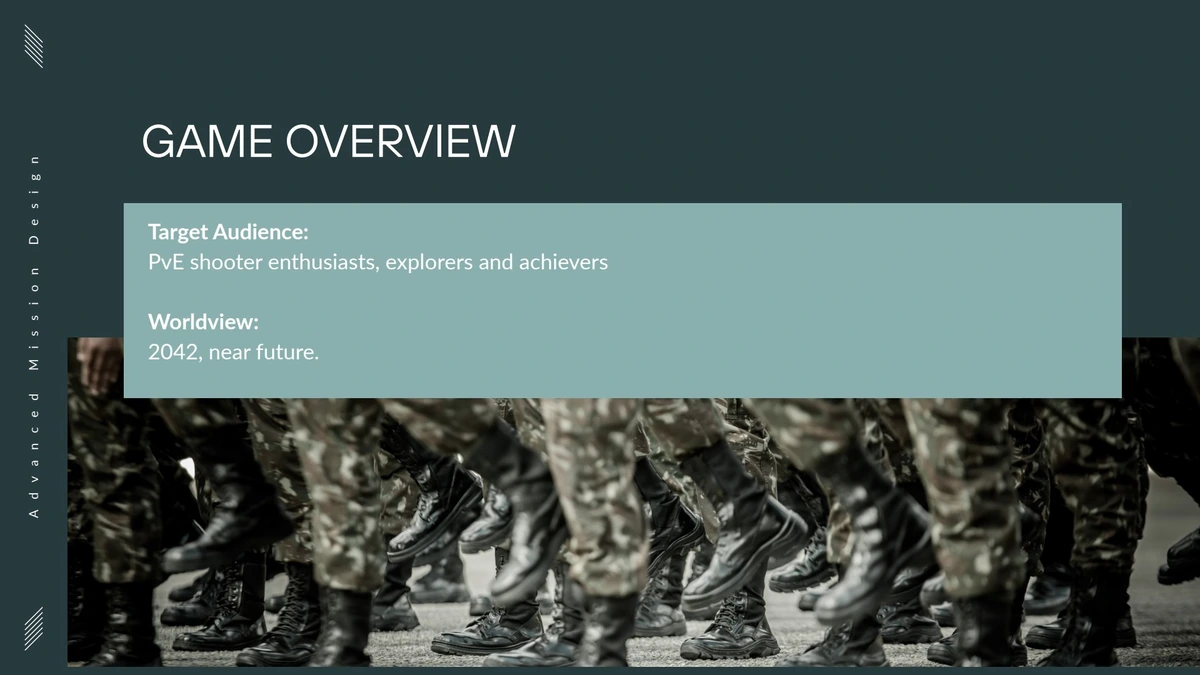 Advanced Mission Design
GAME OVERVIEW
Target Audience:
PvE shooter enthusiasts, explorers and achievers
Worldview:
2042, near future.